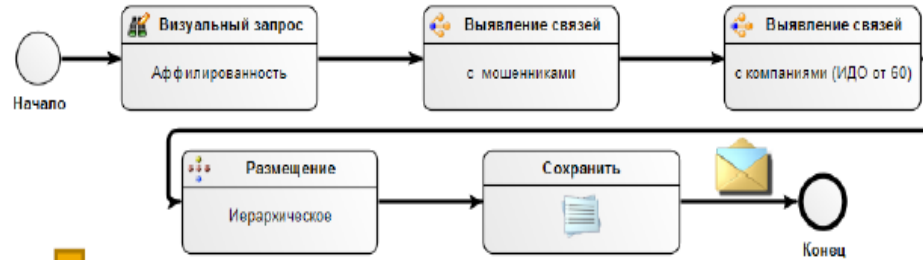 Визуальный запрос
Аффилированность
Выявление связей
с мошенниками
Выявление связей
с компаниями (ИДО от 60)
Начало
Размещение
Иерархическое
Сохранить
Конец